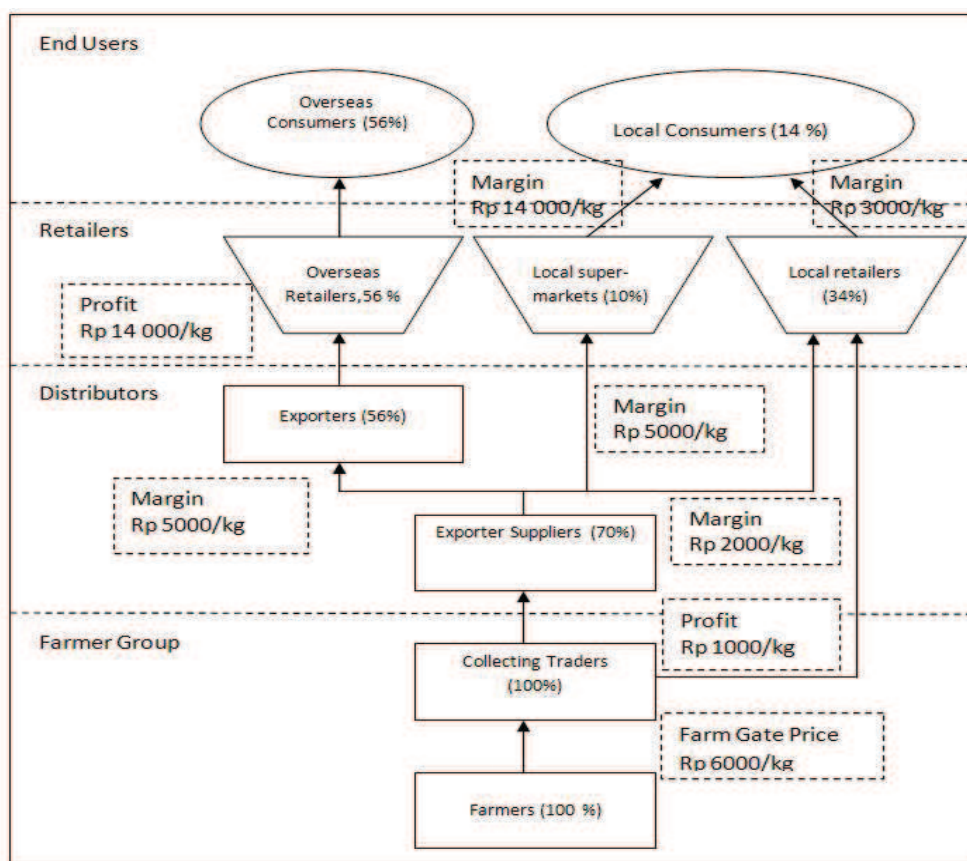 End Users
Overseas
Consumers (56%)
Local Consumers (14 %)
Margin
Rp 14 000/kg
Margin
Rp 3000/kg
Retailers
Overseas
Retailers,56 %
Local super-
markets (10%)
Local retailers
(34%)
Profit
Rp 14 000/kg
Distributors
Exporters (56%)
Margin
Rp 5000/kg
Margin
Rp 5000/kg
Exporter Suppliers (70%)
Margin
Rp 2000/kg
Farmer Group
Profit
Rp 1000/kg
Collecting Traders
(100%)
Farm Gate Price
Rp 6000/kg
Farmers (100 %)